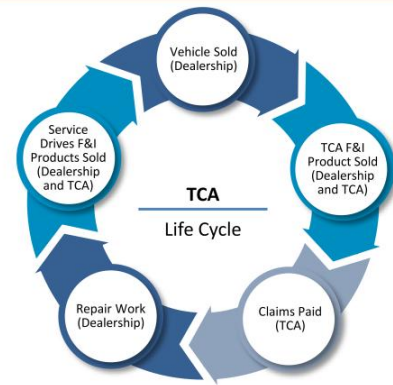 Vehicle Sold
(Dealership)
TCA F&I
Product Sold
(Dealership
and TCA)
Claims Paid
(TCA)
Repair Work
(Dealership)
Service
Drives F&I
Products Sold
(Dealership
and TCA)
TCA
Life Cycle